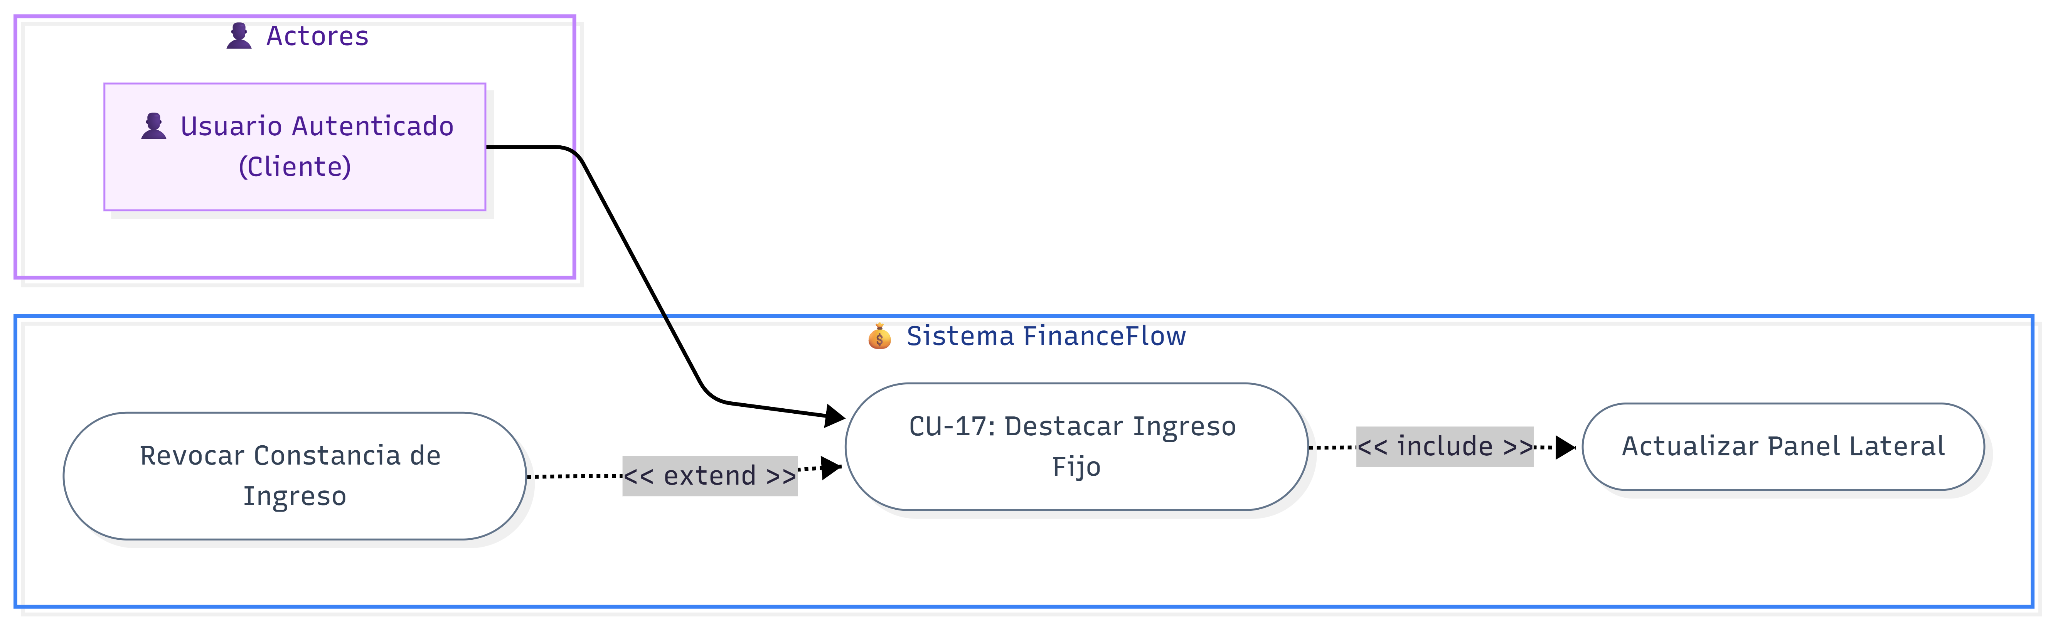 Actores
Usuario Autenticado
(Cliente)
Sistema FinanceFlow
Revocar Constancia de
Ingreso
<< extend >>
CU-17: Destacar Ingreso
Fijo
<< include >>
Actualizar Panel Lateral